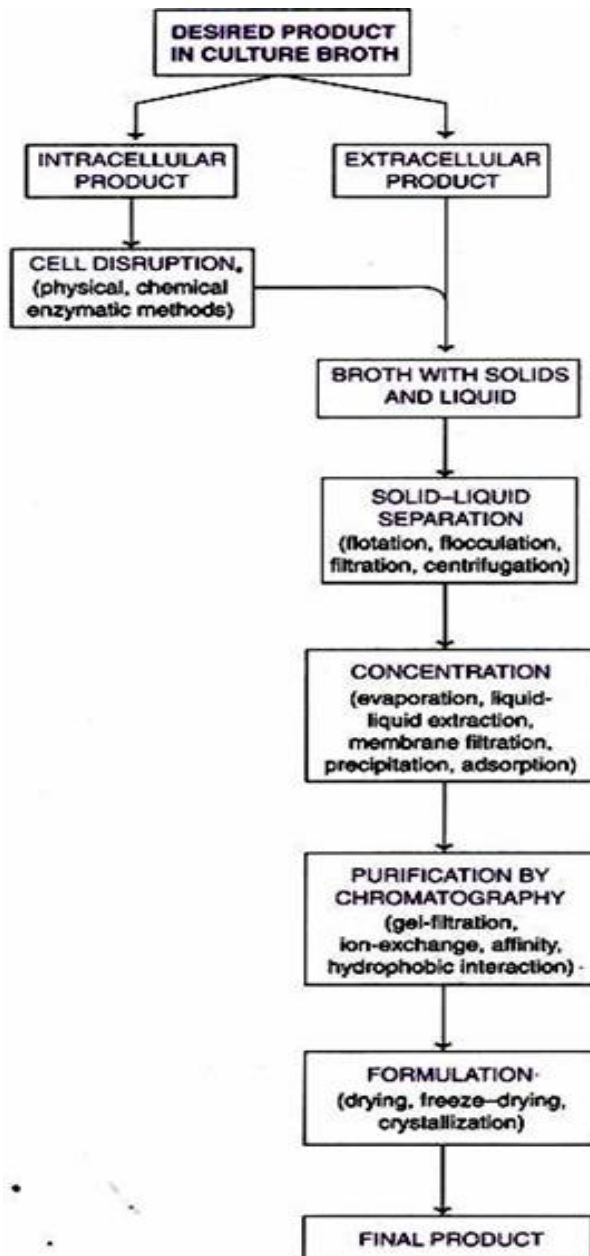 DESIRED PRODUCT
IN CULTURE BROTH
INTRACELLULAR
PRODUCT
EXTRACELLULAR
PRODUCT
CELL DISRUPTION
(physical, chemical
enzymatic methods)
BROTH WITH SOLIDS
AND LIQUID
SOLID–LIQUID
SEPARATION
(flotation, flocculation,
filtration, centrifugation)
CONCENTRATION
(evaporation, liquid-
liquid extraction,
membrane filtration,
precipitation, adsorption)
PURIFICATION BY
CHROMATOGRAPHY
(gel-filtration,
ion-exchange, affinity,
hydrophobic interaction)
FORMULATION
(drying, freeze–drying,
crystallization)
FINAL PRODUCT